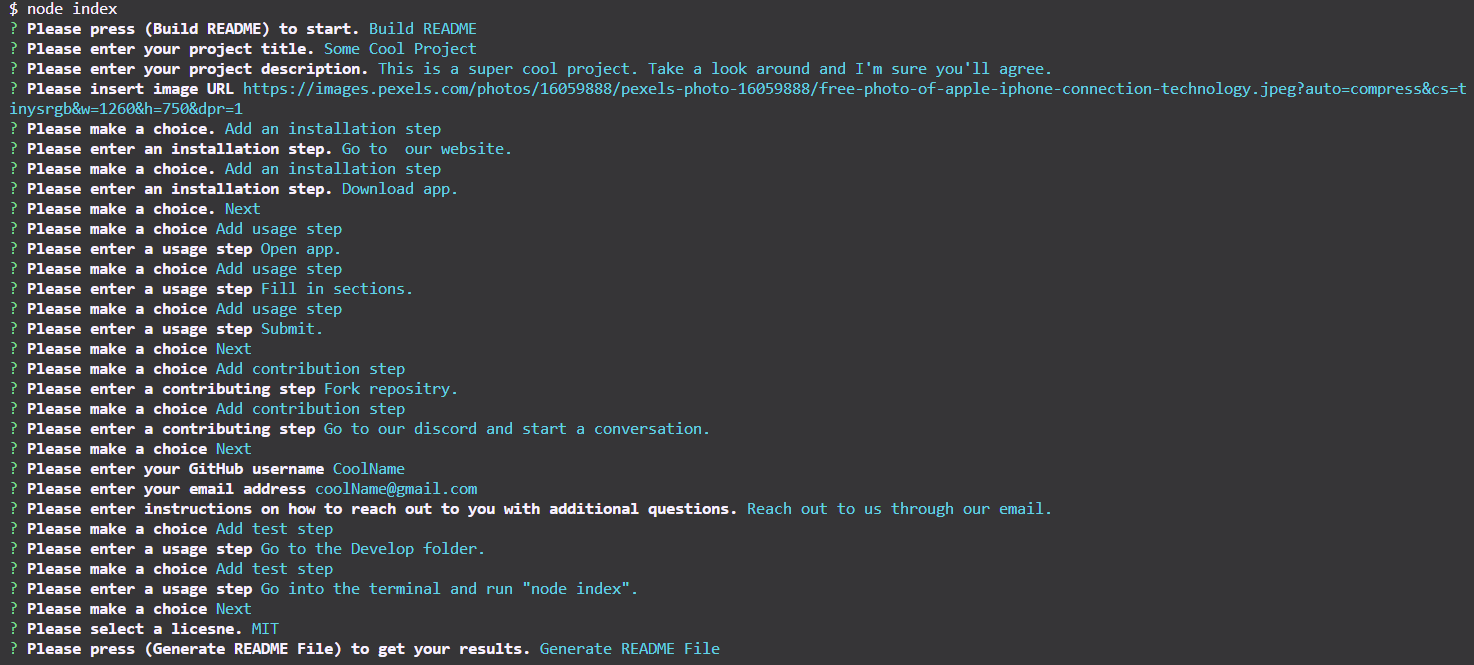 $ node index
? Please press (Build README) to start. Build README
? Please enter your project title. Some Cool Project
? Please enter your project description. This is a super cool project. Take a look around and I'm sure you'll agree.
? Please insert image URL https://images.pexels.com/photos/16059888/pexels-photo-16059888/free-photo-of-apple-iphone-connection-technology.jpeg?auto=compress&cs=t
inysrgb&w=1260&h=750&dpr=1
? Please make a choice. Add an installation step
? Please enter an installation step. Go to  our website.
? Please make a choice. Add an installation step
? Please enter an installation step. Download app.
? Please make a choice. Next
? Please make a choice Add usage step
? Please enter a usage step Open app.
? Please make a choice Add usage step
? Please enter a usage step Fill in sections.
? Please make a choice Add usage step
? Please enter a usage step Submit.
? Please make a choice Next
? Please make a choice Add contribution step
? Please enter a contributing step Fork repositry.
? Please make a choice Add contribution step
? Please enter a contributing step Go to our discord and start a conversation.
? Please make a choice Next
? Please enter your GitHub username CoolName
? Please enter your email address coolName@gmail.com
? Please enter instructions on how to reach out to you with additional questions. Reach out to us through our email.
? Please make a choice Add test step
? Please enter a usage step Go to the Develop folder.
? Please make a choice Add test step
? Please enter a usage step Go into the terminal and run "node index".
? Please make a choice Next
? Please select a licesne. MIT
? Please press (Generate README File) to get your results. Generate README File